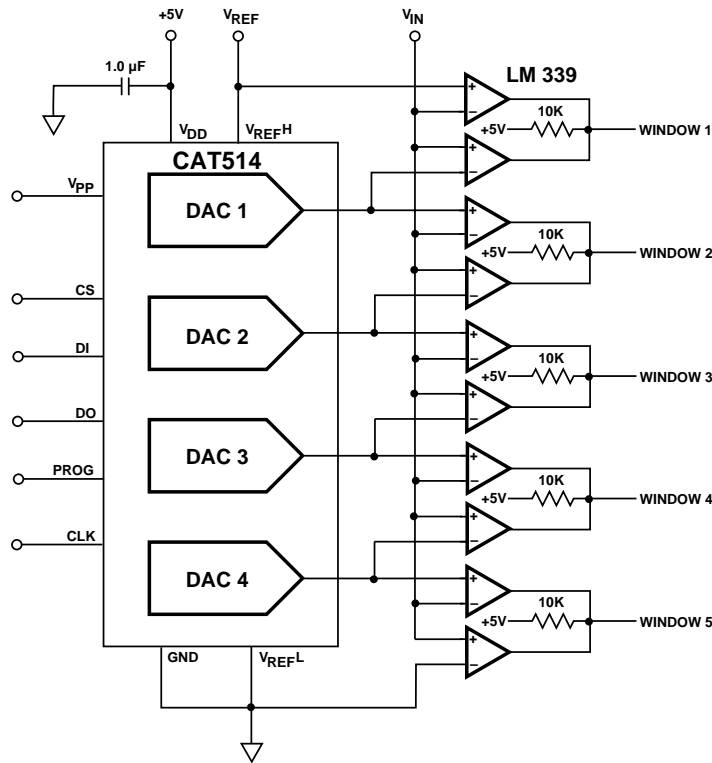 +5V
VREF
VIN
1.0 µF
LM 339
VDD
VREFH
CAT514
+
−
10K
+5V
WINDOW 1
+
−
VPP
DAC 1
+
−
10K
+5V
WINDOW 2
+
−
CS
DAC 2
DI
+
−
10K
+5V
WINDOW 3
+
−
DO
DAC 3
PROG
+
−
10K
+5V
WINDOW 4
+
−
CLK
DAC 4
+
−
10K
+5V
WINDOW 5
+
−
GND
VREFL